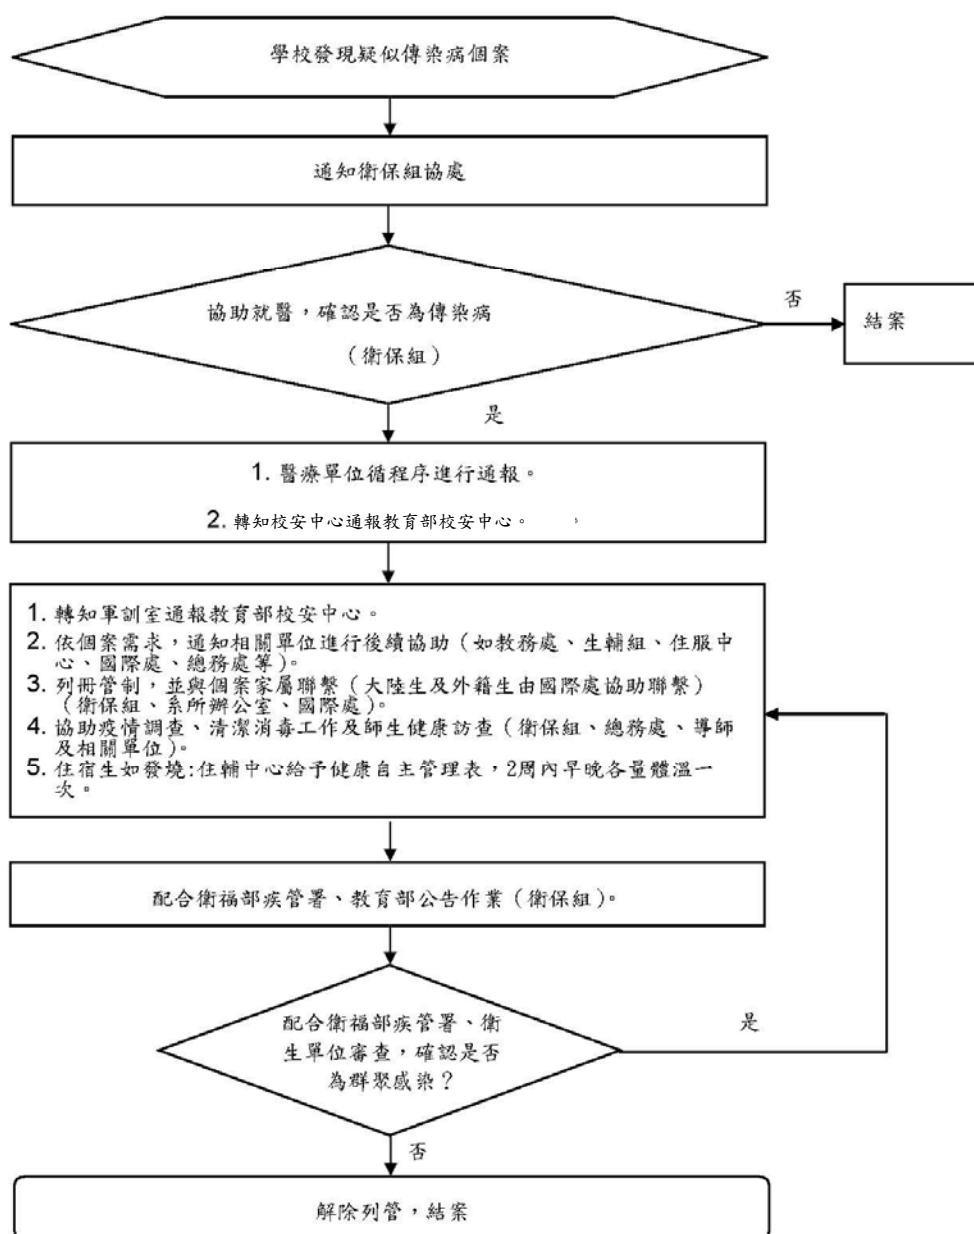 學校發現疑似傳染病個案
通知衛保組協處
協助就醫，確認是否為傳染病
（衛保組）
否
結案
是
1. 醫療單位循程序進行通報。
2. 轉知校安中心通報教育部校安中心。
1. 轉知軍訓室通報教育部校安中心。
2. 依個案需求，通知相關單位進行後續協助（如教務處、生輔組、住服中
心、國際處、總務處等）。
3. 列冊管制，並與個案家屬聯繫（大陸生及外籍生由國際處協助聯繫）
（衛保組、系所辦公室、國際處）。
4. 協助疫情調查、清潔消毒工作及師生健康訪查（衛保組、總務處、導師
及相關單位）。
5. 住宿生如發燒:住輔中心給予健康自主管理表，2周內早晚各量體溫一
次。
配合衛福部疾管署、教育部公告作業（衛保組）。
配合衛福部疾管署、衛
生單位審查，確認是否
為群聚感染？
是
否
解除列管，結案